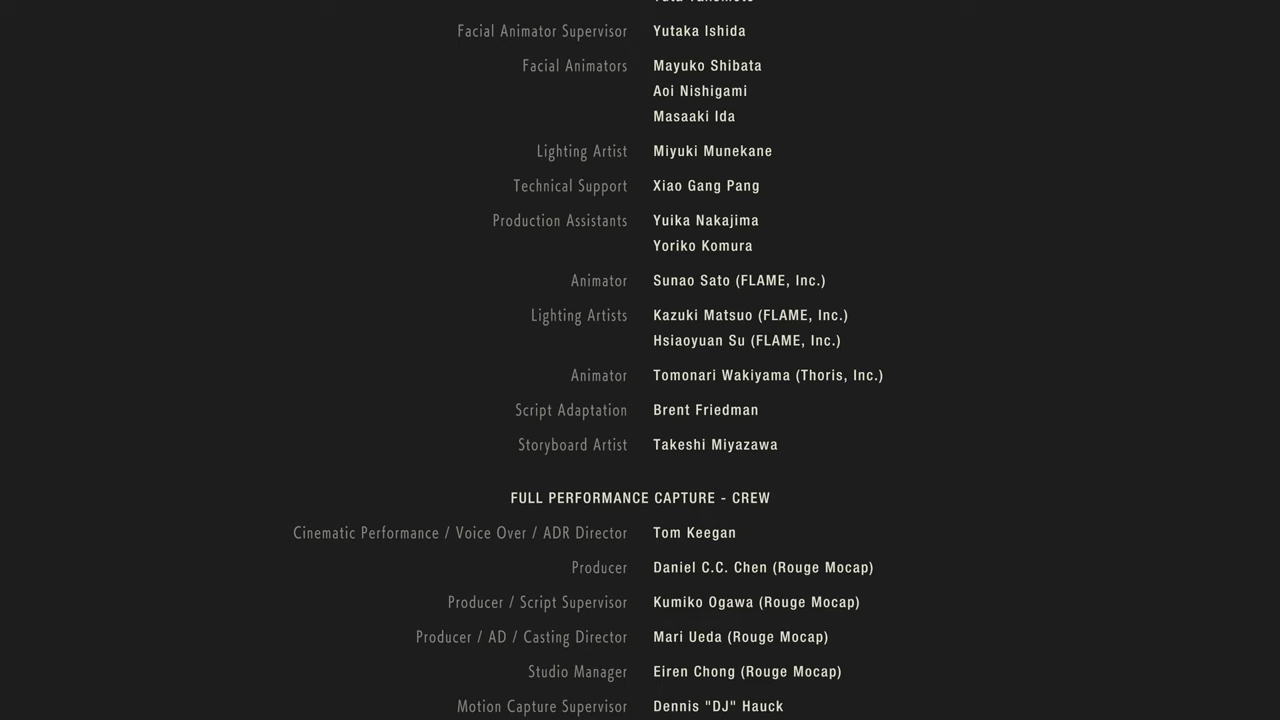 Facial Animator Supervisor Yutaka Ishida
Facial Animators Mayuko Shibata
Aoi Nishigami
Masaaki Ida
Lighting Artist Miyuki Munekane
Technical Support Xiao Gang Pang
Production Assistants Yuika Nakajima
Yoriko Komura
Animator Sunao Sato (FLAME, Inc.)
Lighting Artists Kazuki Matsuo (FLAME, Inc.)
Hsiaoyuan Su (FLAME, Inc.)
Animator Tomonari Wakiyama (Thoris, Inc.)
Script Adaptation Brent Friedman
Storyboard Artist Takeshi Miyazawa
FULL PERFORMANCE CAPTURE - CREW
Cinematic Performance / Voice Over / ADR Director Tom Keegan
Producer Daniel C.C. Chen (Rouge Mocap)
Producer / Script Supervisor Kumiko Ogawa (Rouge Mocap)
Producer / AD / Casting Director Mari Ueda (Rouge Mocap)
Studio Manager Eiren Chong (Rouge Mocap)
Motion Capture Supervisor Dennis "DJ" Hauck